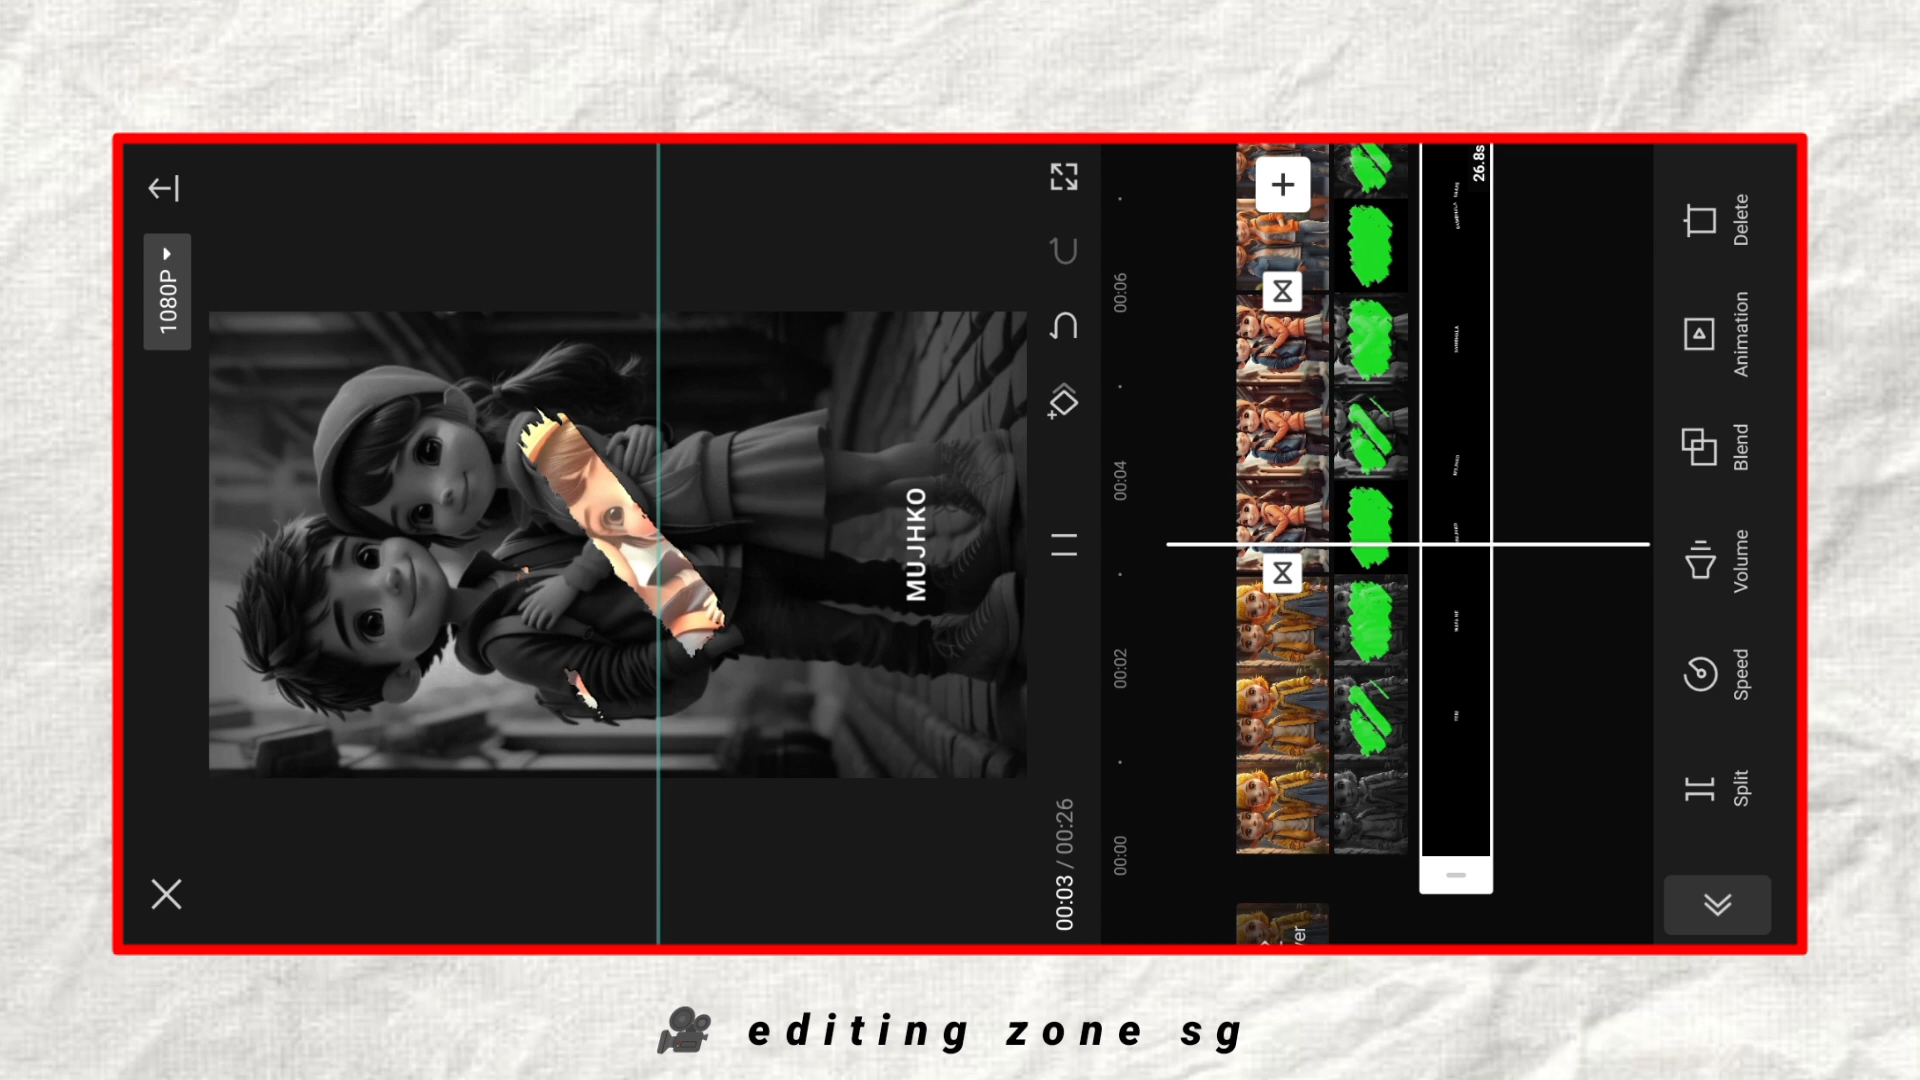 1080P
MUJHKO
00:03 / 00:26
00:00
00:02
00:04
00:06
26.8s
ver
Split
Speed
Volume
Blend
Animation
Delete
editing zone sg